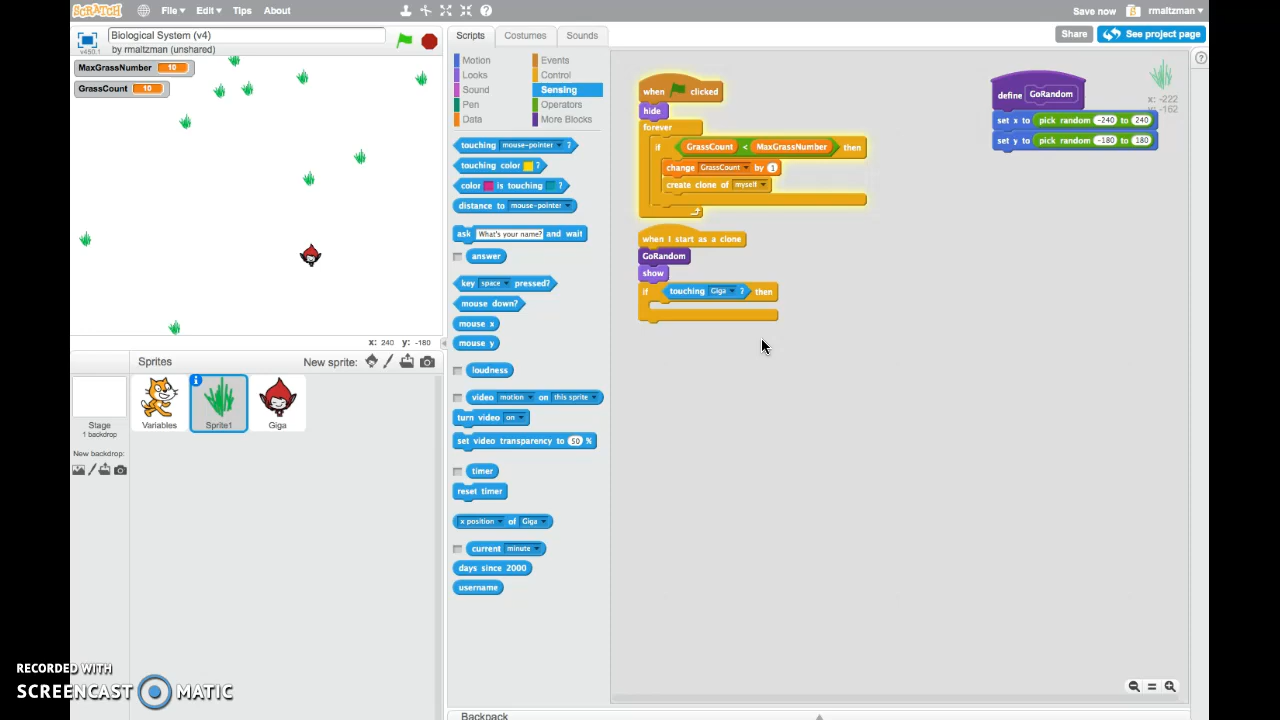 SCRATCH File Edit Tips About Save now rmaltzman
v450.1 Biological System (v4) Scripts Costumes Sounds Share See project page
by rmaltzman (unshared)
MaxGrassNumber 10
GrassCount 10
x: 240 y: -180
Sprites New sprite:
Stage
1 backdrop
New backdrop:
Variables
Sprite1
Giga
Motion Events
Looks Control
Sound Sensing
Pen Operators
Data More Blocks
touching mouse-pointer ?
touching color ?
color is touching ?
distance to mouse-pointer
ask What's your name? and wait
answer
key space pressed?
mouse down?
mouse x
mouse y
loudness
video motion on this sprite
turn video on
set video transparency to 50 %
timer
reset timer
x position of Giga
current minute
days since 2000
username
when clicked
hide
forever
if GrassCount < MaxGrassNumber then
change GrassCount by 1
create clone of myself
when I start as a clone
GoRandom
show
if touching Giga ? then
define GoRandom
set x to pick random -240 to 240
set y to pick random -180 to 180
x: -222
y: -162
Backpack
RECORDED WITH
SCREENCAST MATIC